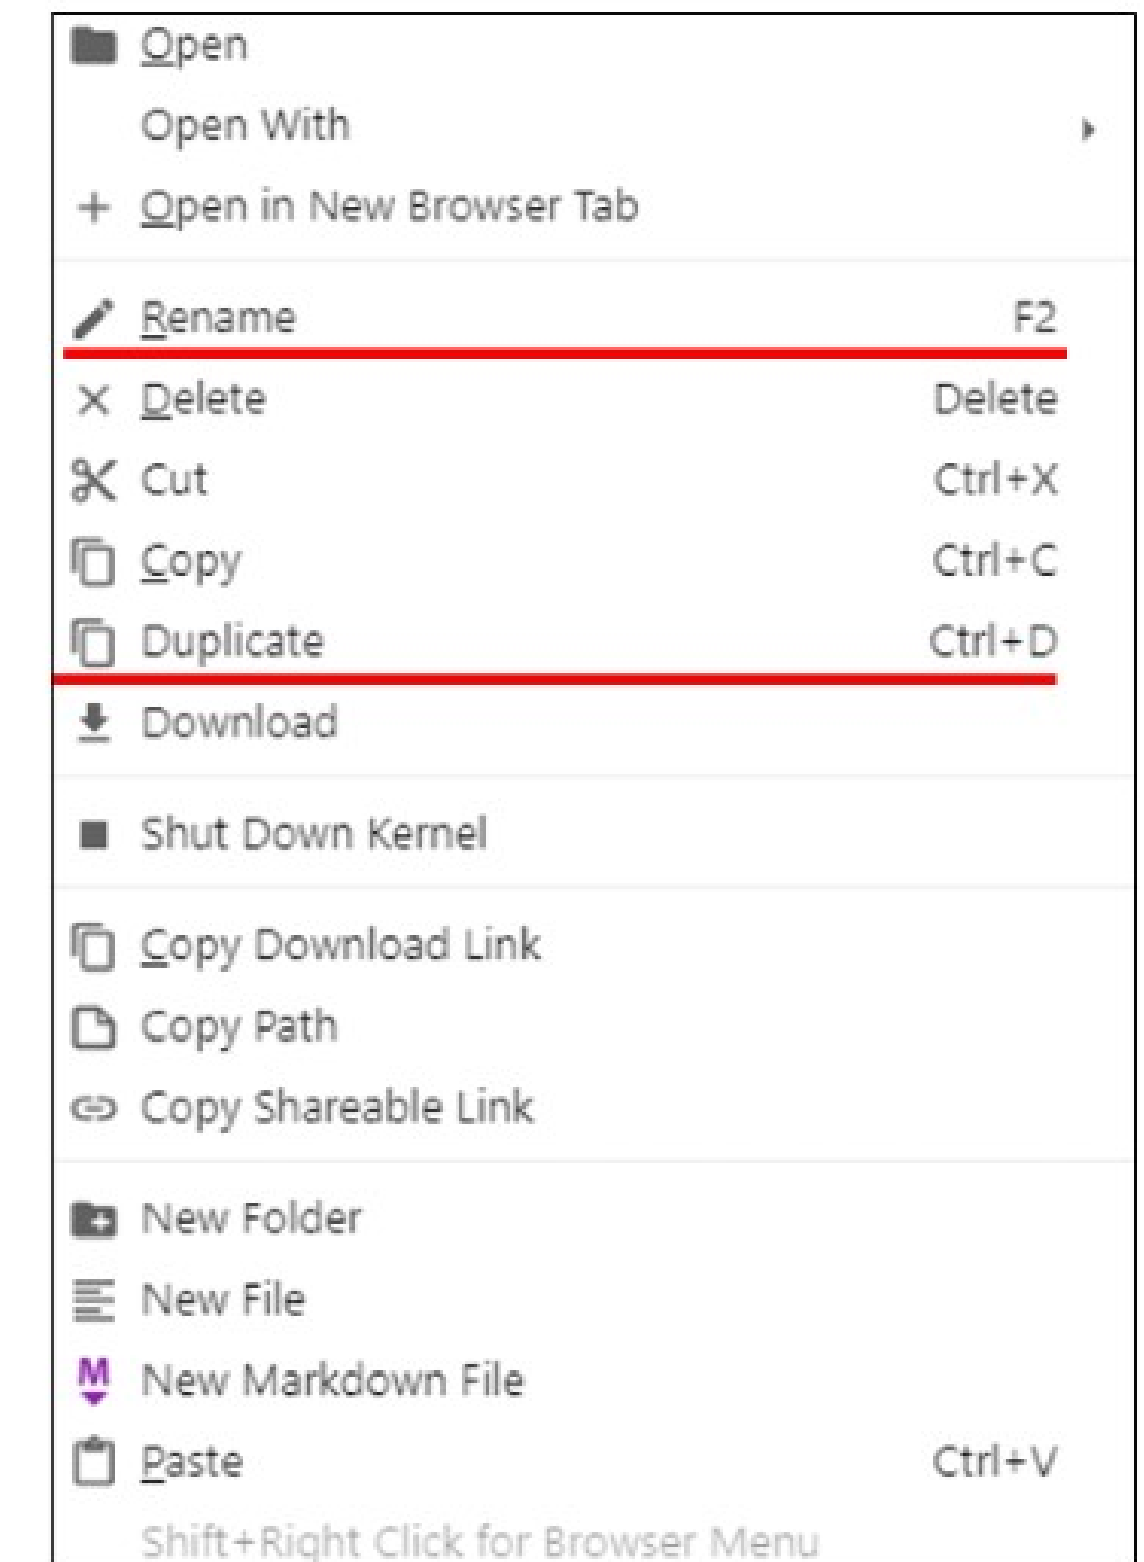 Open
Open With
Open in New Browser Tab
Rename F2
Delete Delete
Cut Ctrl+X
Copy Ctrl+C
Duplicate Ctrl+D
Download
Shut Down Kernel
Copy Download Link
Copy Path
Copy Shareable Link
New Folder
New File
M New Markdown File
Paste Ctrl+V
Shift+Right Click for Browser Menu